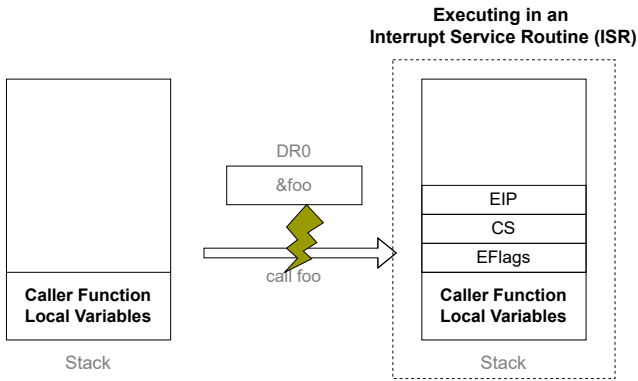 Executing in an
Interrupt Service Routine (ISR)
DR0
&foo
EIP
CS
EFlags
call foo
Caller Function
Local Variables
Caller Function
Local Variables
Stack
Stack